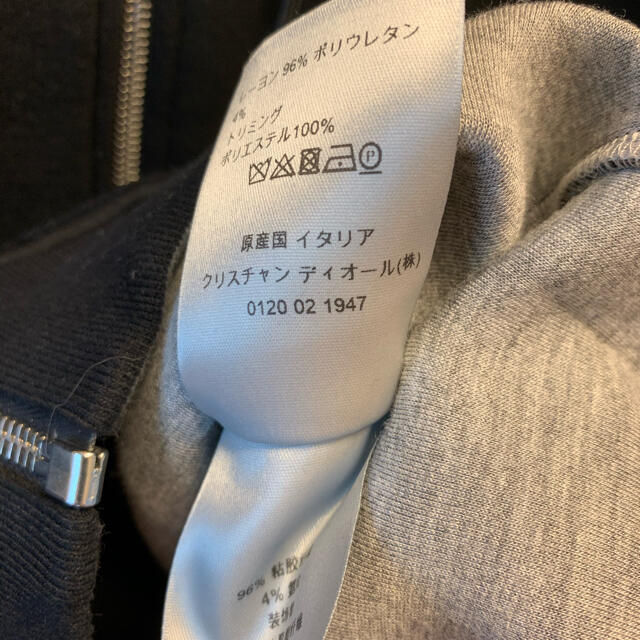 ーヨン 96% ポリウレタン
4%
トリミング
ポリエステル100%
P
原産国 イタリア
クリスチャン ディオール(株)
0120 02 1947
96% 粘胶
4%